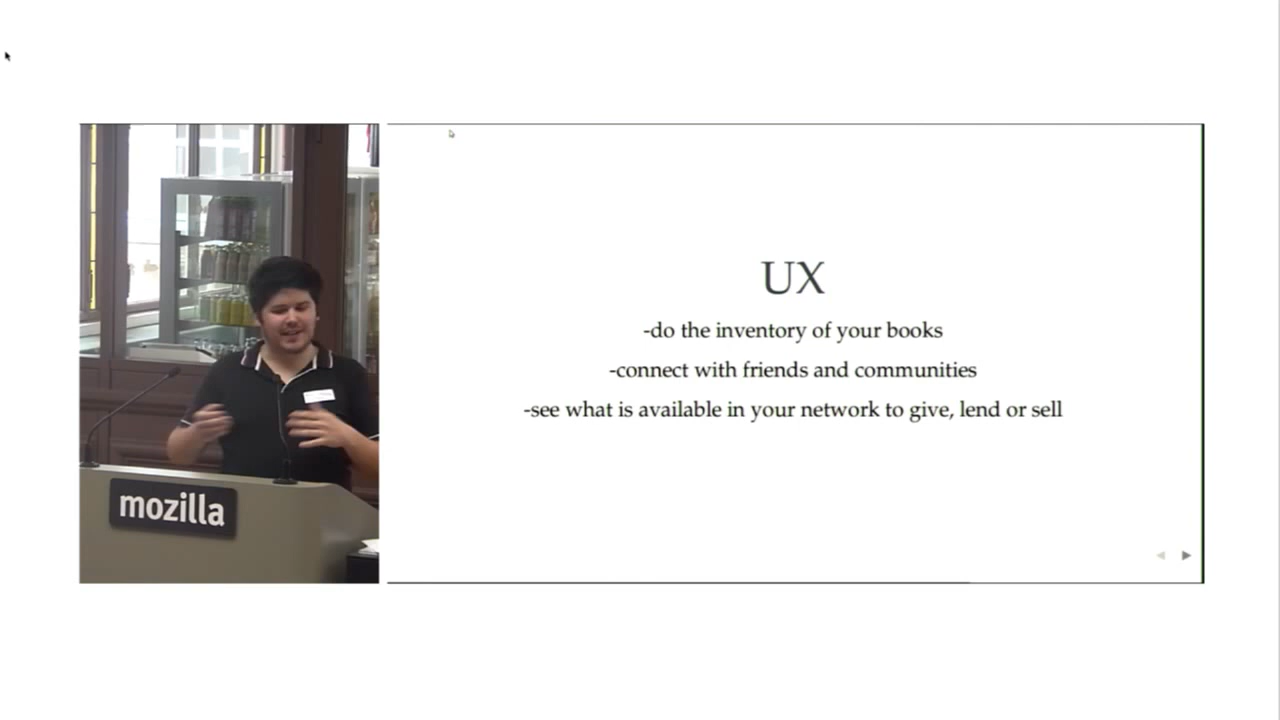 UX
-do the inventory of your books
-connect with friends and communities
-see what is available in your network to give, lend or sell
mozilla